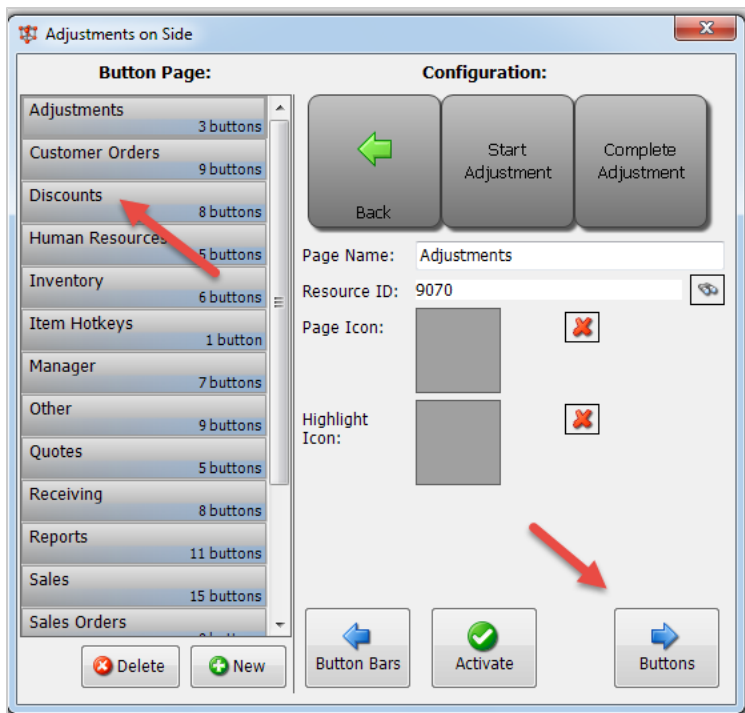 Adjustments on Side
Button Page:
Adjustments
3 buttons
Customer Orders
9 buttons
Discounts
8 buttons
Human Resources
5 buttons
Inventory
6 buttons
Item Hotkeys
1 button
Manager
7 buttons
Other
9 buttons
Quotes
5 buttons
Receiving
8 buttons
Reports
11 buttons
Sales
15 buttons
Sales Orders
Delete
New
Configuration:
Back
Start
Adjustment
Complete
Adjustment
Page Name: Adjustments
Resource ID: 9070
Page Icon:
Highlight
Icon:
Button Bars
Activate
Buttons